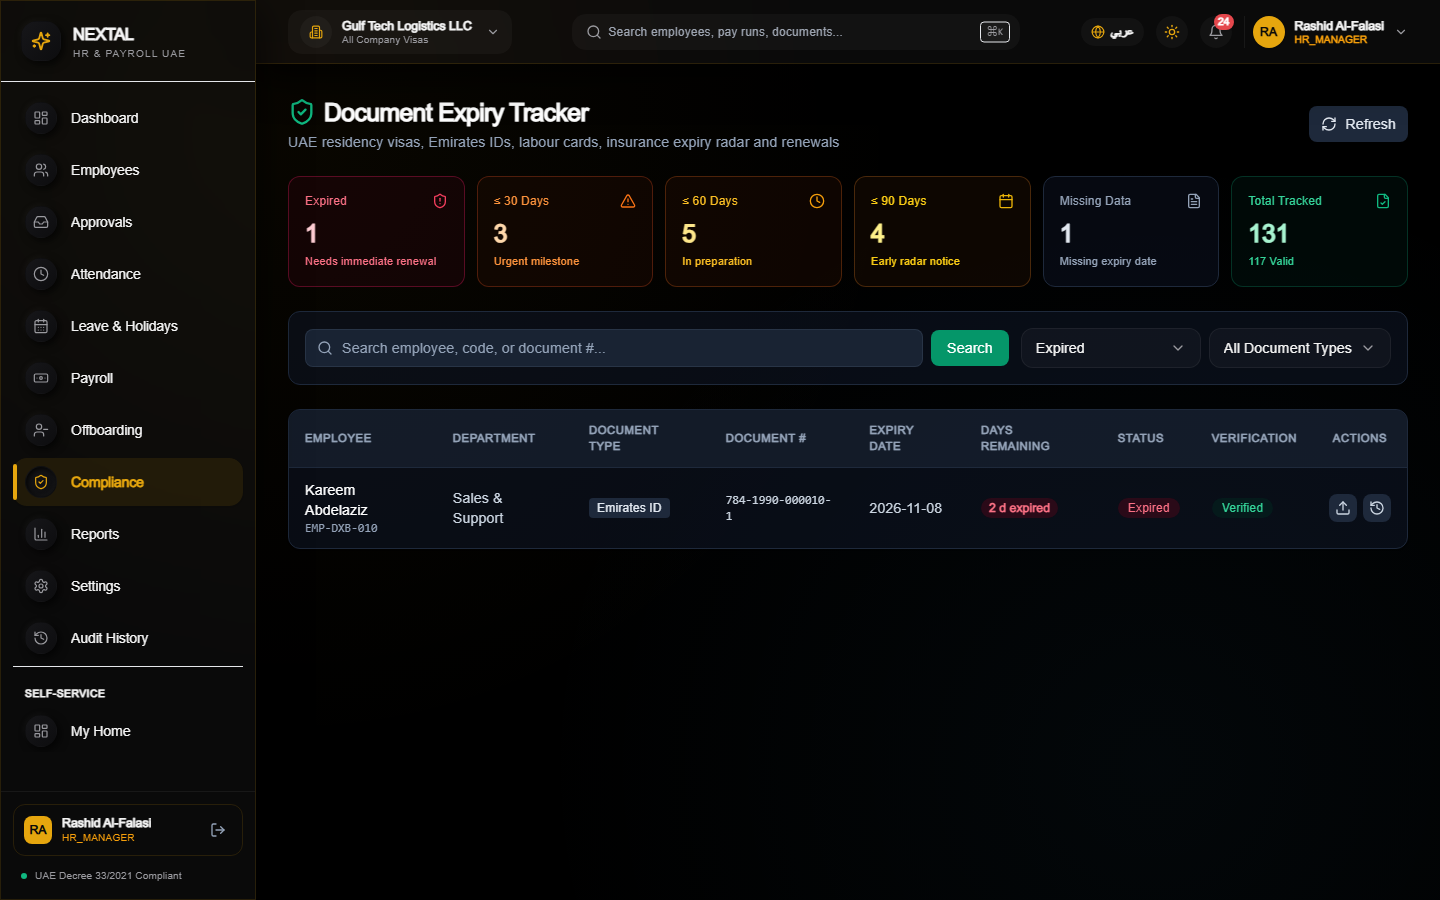 NEXTAL
HR & PAYROLL UAE
Gulf Tech Logistics LLC
All Company Visas
Search employees, pay runs, documents...
⌘K
عربي
24
RA
Rashid Al-Falasi
HR_MANAGER
Dashboard
Employees
Approvals
Attendance
Leave & Holidays
Payroll
Offboarding
Compliance
Reports
Settings
Audit History
SELF-SERVICE
My Home
RA
Rashid Al-Falasi
HR_MANAGER
UAE Decree 33/2021 Compliant
Document Expiry Tracker
UAE residency visas, Emirates IDs, labour cards, insurance expiry radar and renewals
Refresh
Expired
1
Needs immediate renewal
≤ 30 Days
3
Urgent milestone
≤ 60 Days
5
In preparation
≤ 90 Days
4
Early radar notice
Missing Data
1
Missing expiry date
Total Tracked
131
117 Valid
Search employee, code, or document #...
Search
Expired
All Document Types
EMPLOYEE
DEPARTMENT
DOCUMENT
TYPE
DOCUMENT #
EXPIRY
DATE
DAYS
REMAINING
STATUS
VERIFICATION
ACTIONS
Kareem
Abdelaziz
EMP-DXB-010
Sales &
Support
Emirates ID
784-1990-000010-
1
2026-11-08
2 d expired
Expired
Verified